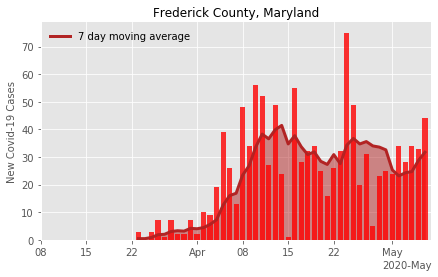 Frederick County, Maryland
7 day moving average
New Covid-19 Cases
70
60
50
40
30
20
10
0
08 15 22 Apr 08 15 22 May
2020-May